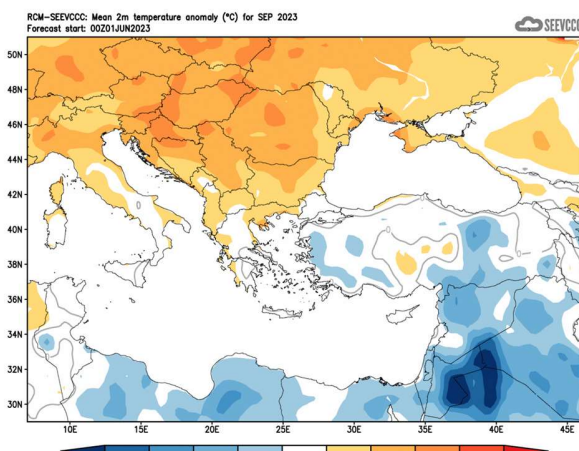 RCM-SEEVCCC: Mean 2m temperature anomaly (°C) for SEP 2023
Forecast start: 00Z01JUN2023
SEEVCCC
50N
48N
46N
44N
42N
40N
38N
36N
34N
32N
30N
10E 15E 20E 25E 30E 35E 40E 45E